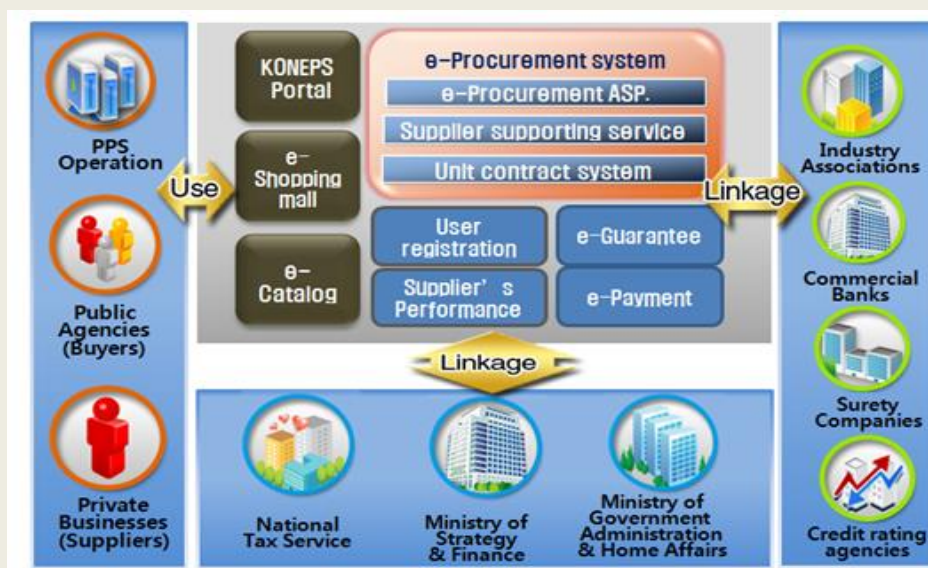 PPS
Operation
Public
Agencies
(Buyers)
Private
Businesses
(Suppliers)
Use
KONEPS
Portal
e-
Shopping
mall
e-
Catalog
e-Procurement system
e-Procurement ASP.
Supplier supporting service
Unit contract system
User
registration
e-Guarantee
Supplier's
Performance
e-Payment
Linkage
Industry
Associations
Commercial
Banks
Surety
Companies
Credit rating
agencies
Linkage
National
Tax Service
Ministry of
Strategy
& Finance
Ministry of
Government
Administration
& Home Affairs